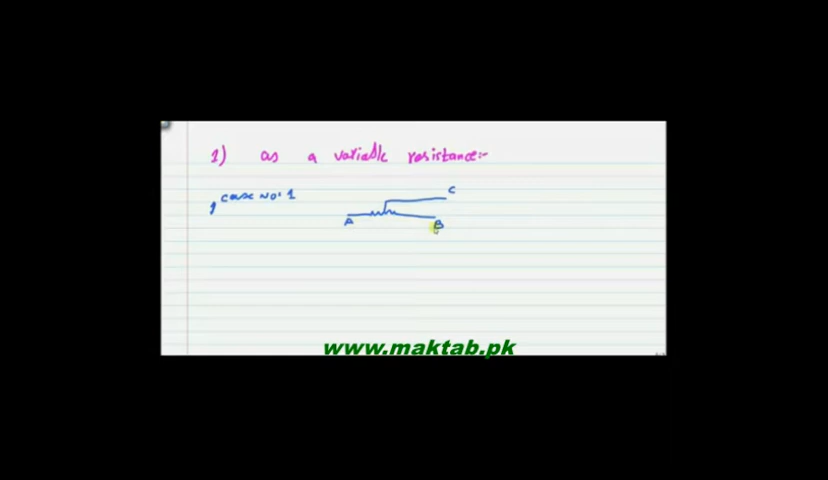 1) as a variable resistance:-
Case No: 1
C
A
B
www.maktab.pk